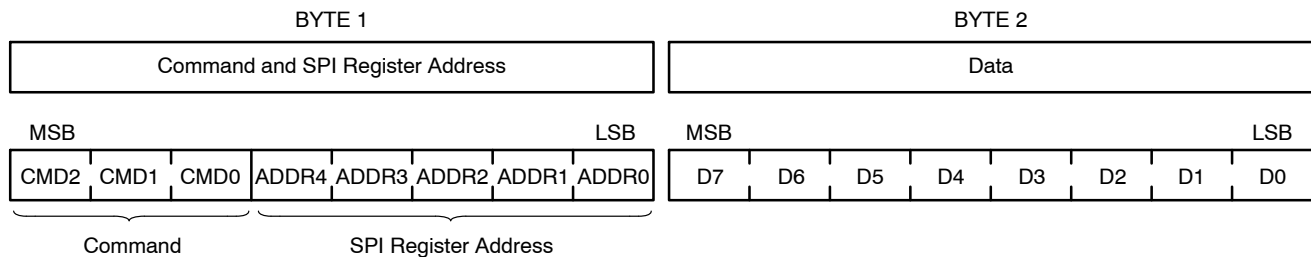 BYTE 1 BYTE 2
Command and SPI Register Address Data
MSB LSB MSB LSB
CMD2 CMD1 CMD0 ADDR4 ADDR3 ADDR2 ADDR1 ADDR0 D7 D6 D5 D4 D3 D2 D1 D0
Command SPI Register Address